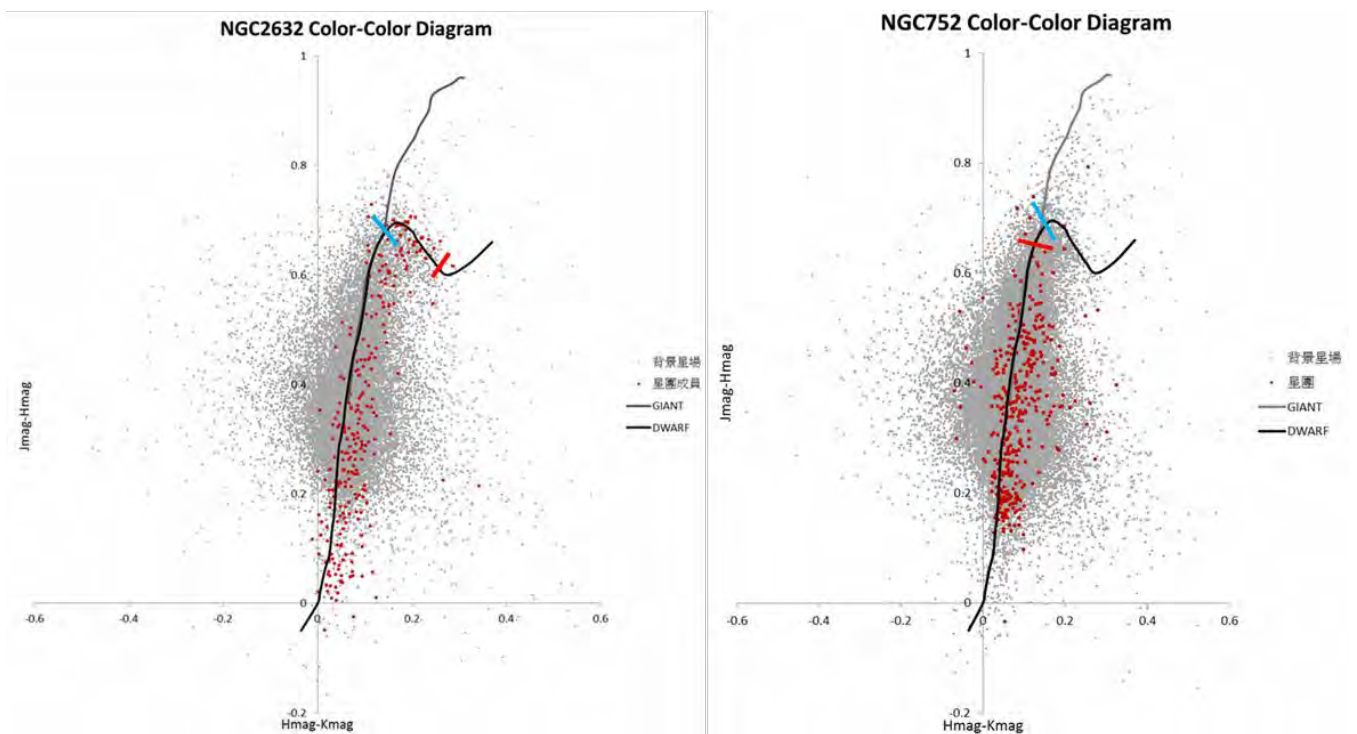 NGC2632 Color-Color Diagram
1
0.8
0.6
0.4
0.2
0
-0.2
-0.6
-0.4
-0.2
0
0.2
0.4
0.6
Jmag-Hmag
Hmag-Kmag
背景星場
星團成員
GIANT
DWARF
NGC752 Color-Color Diagram
1
0.8
0.6
0.4
0.2
0
-0.2
-0.6
-0.4
-0.2
0
0.2
0.4
0.6
Jmag-Hmag
Hmag-Kmag
背景星場
星團
GIANT
DWARF